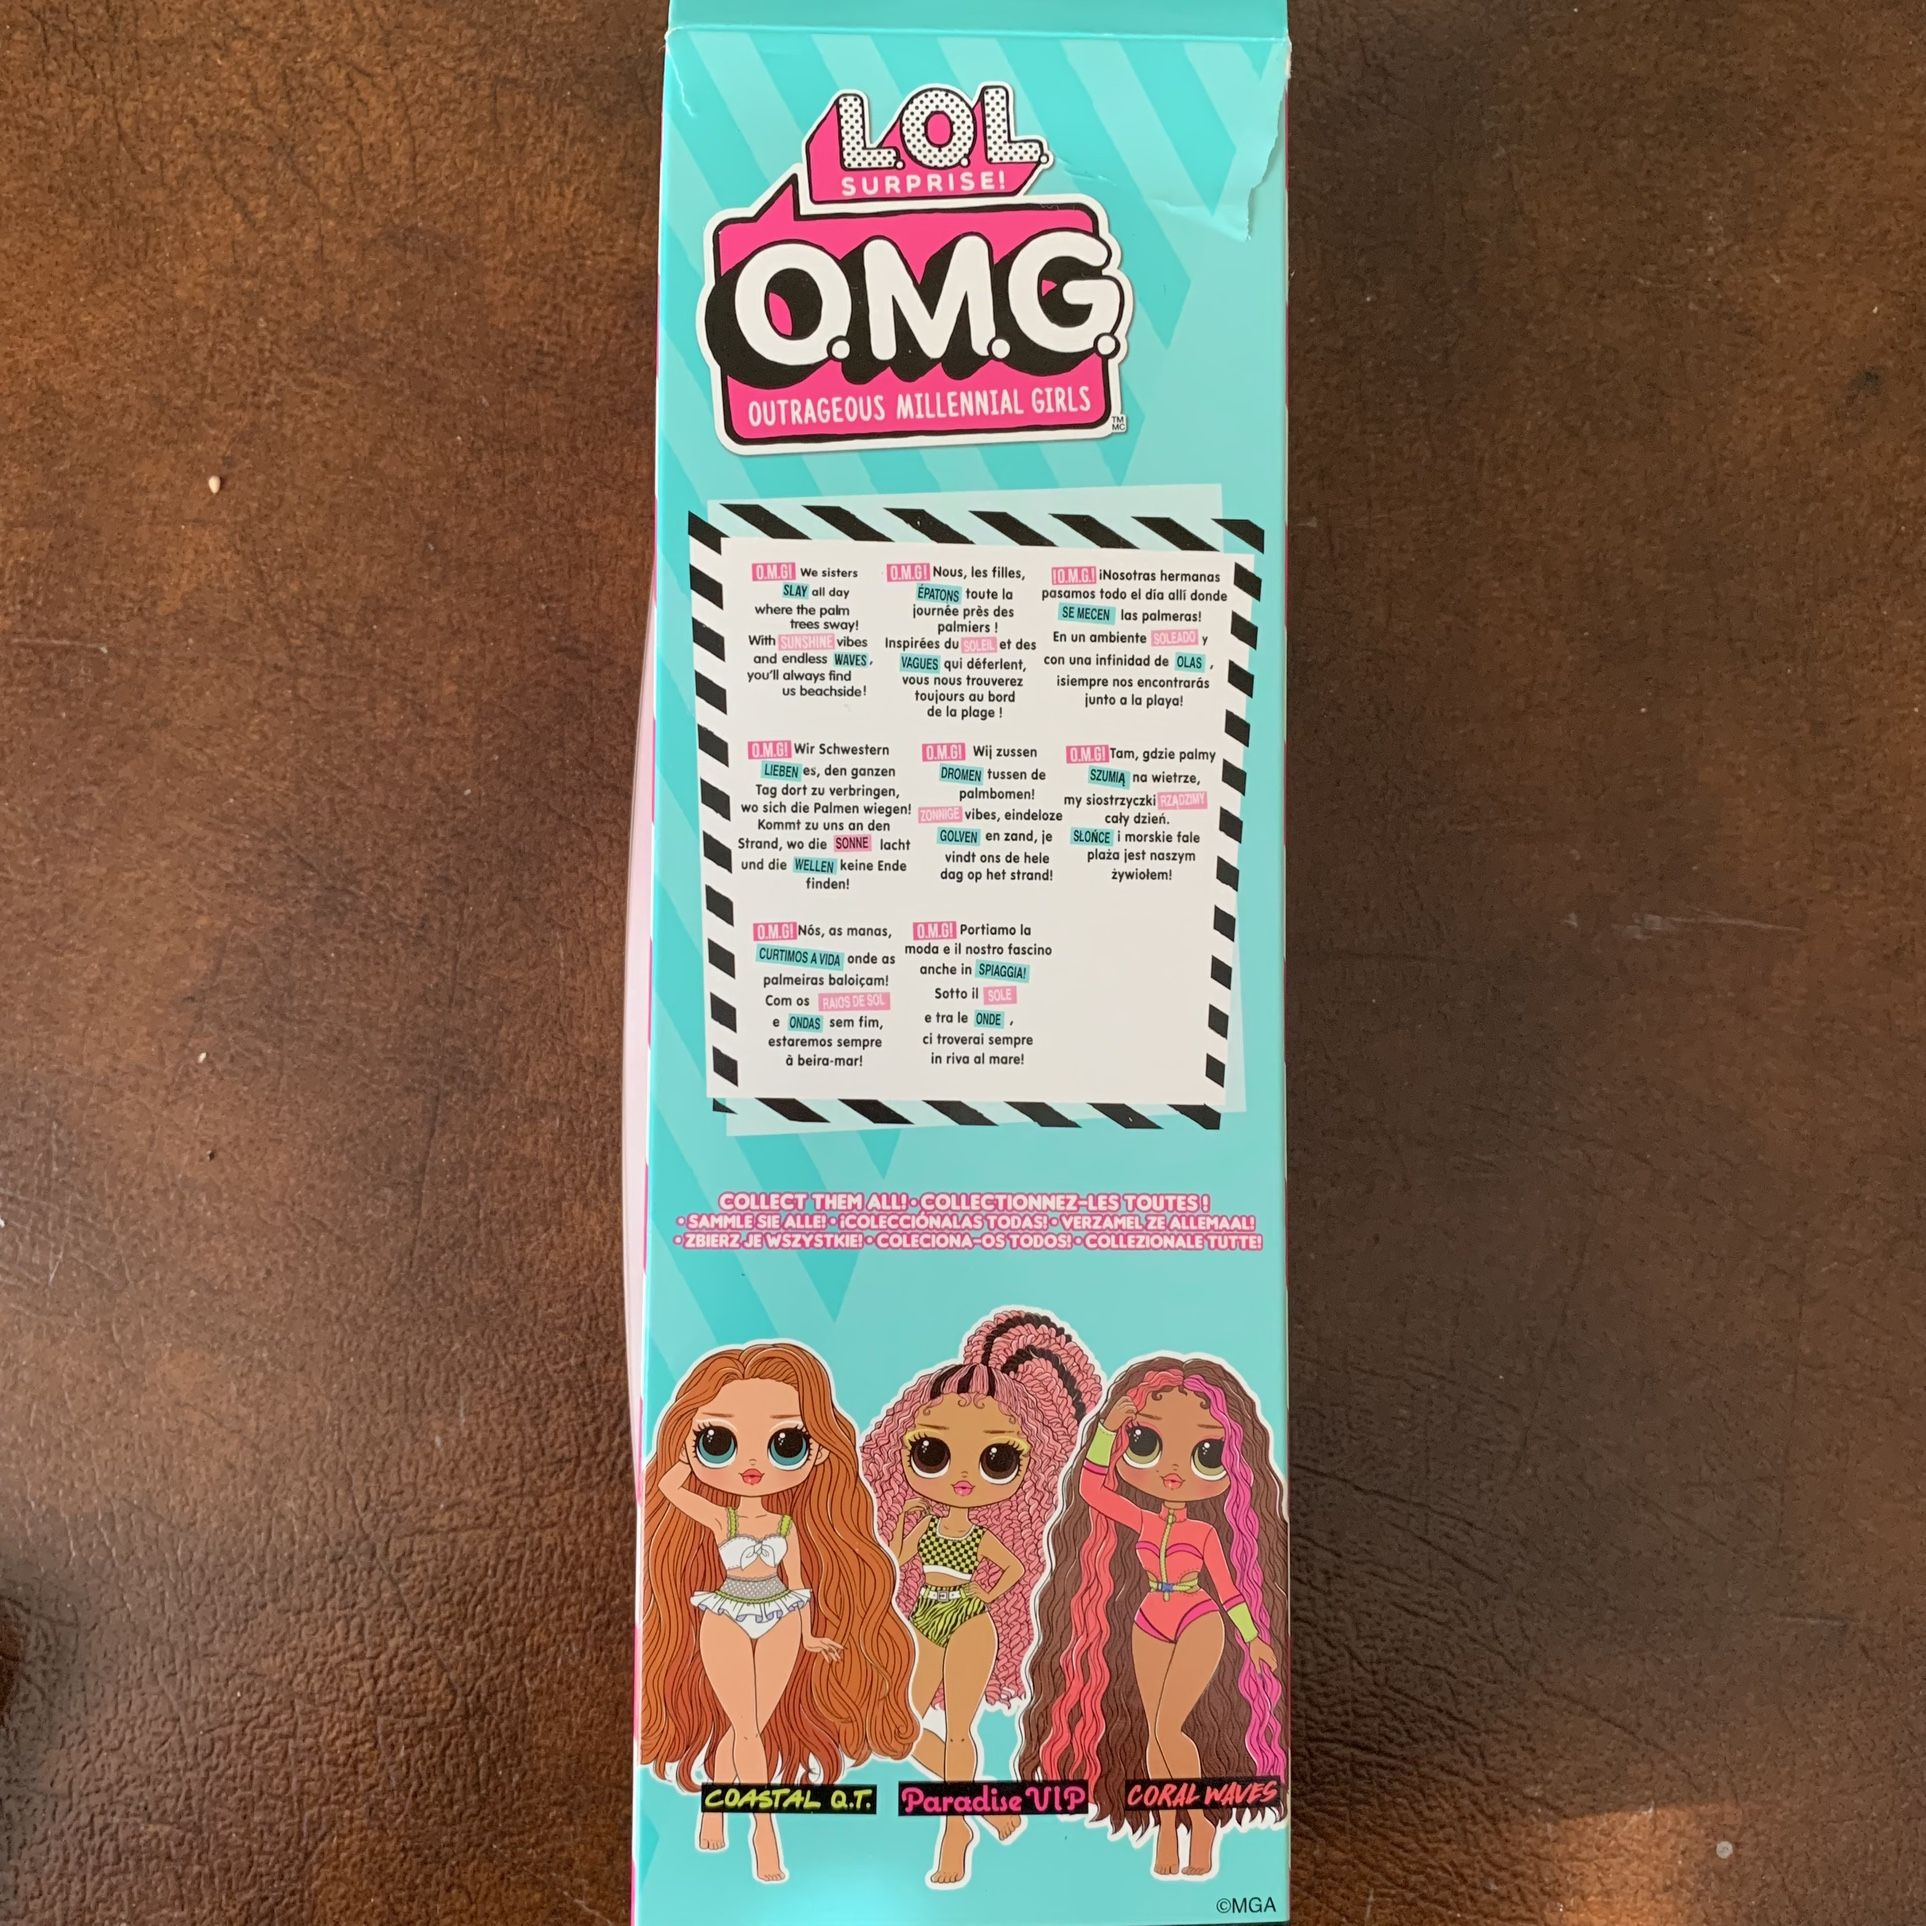 L.O.L.
SURPRISE!
O.M.G.
OUTRAGEOUS MILLENNIAL GIRLS
TM
MC
O.M.G! We sisters
SLAY all day
where the palm
trees sway!
With SUNSHINE vibes
and endless WAVES,
you'll always find
us beachside!
O.M.G! Nous, les filles,
ÉPATONS toute la
journée près des
palmiers !
Inspirées du SOLEIL et des
VAGUES qui déferlent,
vous nous trouverez
toujours au bord
de la plage !
¡O.M.G.! ¡Nosotras hermanas
pasamos todo el día allí donde
SE MECEN las palmeras!
En un ambiente SOLEADO y
con una infinidad de OLAS ,
¡siempre nos encontrarás
junto a la playa!
O.M.G! Wir Schwestern
LIEBEN es, den ganzen
Tag dort zu verbringen,
wo sich die Palmen wiegen!
Kommt zu uns an den
Strand, wo die SONNE lacht
und die WELLEN keine Ende
finden!
O.M.G! Wij zussen
DROMEN tussen de
palmbomen!
ZONNIGE vibes, eindeloze
GOLVEN en zand, je
vindt ons de hele
dag op het strand!
O.M.G! Tam, gdzie palmy
SZUMIĄ na wietrze,
my siostrzyczki RZĄDZIMY
cały dzień.
SŁOŃCE i morskie fale
plaża jest naszym
żywiołem!
O.M.G! Nós, as manas,
CURTIMOS A VIDA onde as
palmeiras baloiçam!
Com os RAIOS DE SOL
e ONDAS sem fim,
estaremos sempre
à beira-mar!
O.M.G! Portiamo la
moda e il nostro fascino
anche in SPIAGGIA!
Sotto il SOLE
e tra le ONDE ,
ci troverai sempre
in riva al mare!
COLLECT THEM ALL! • COLLECTIONNEZ-LES TOUTES !
• SAMMLE SIE ALLE! • ¡COLECCIÓNALAS TODAS! • VERZAMEL ZE ALLEMAAL!
• ZBIERZ JE WSZYSTKIE! • COLECIONA-OS TODOS! • COLLEZIONALE TUTTE!
COASTAL Q.T.
Paradise VIP
CORAL WAVES
©MGA